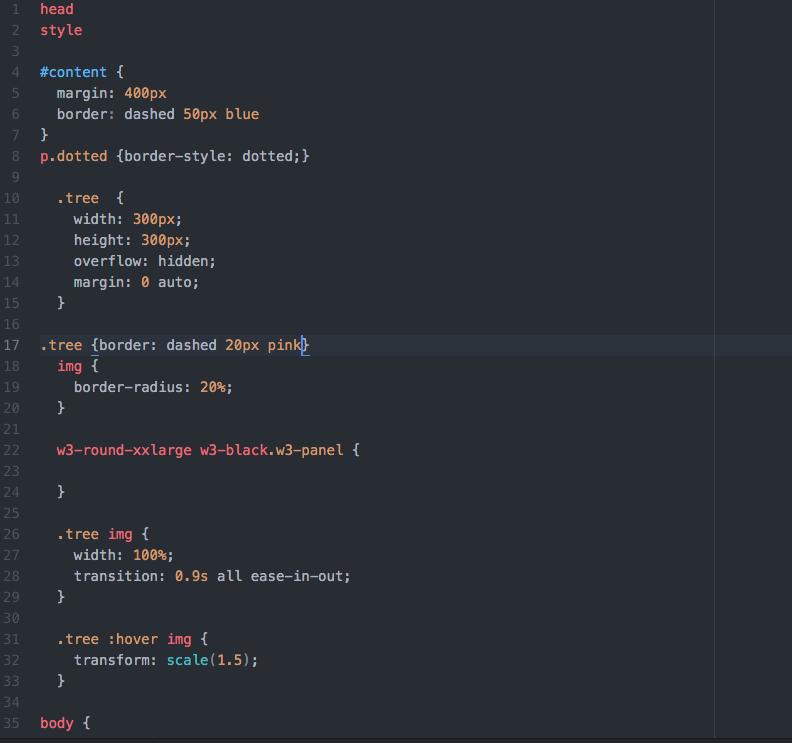 1 head
2 style
3
4 #content {
5   margin: 400px
6   border: dashed 50px blue
7 }
8 p.dotted {border-style: dotted;}
9
10   .tree  {
11     width: 300px;
12     height: 300px;
13     overflow: hidden;
14     margin: 0 auto;
15   }
16
17 .tree {border: dashed 20px pink}
18   img {
19     border-radius: 20%;
20   }
21
22   w3-round-xxlarge w3-black.w3-panel {
23
24   }
25
26   .tree img {
27     width: 100%;
28     transition: 0.9s all ease-in-out;
29   }
30
31   .tree :hover img {
32     transform: scale(1.5);
33   }
34
35 body {